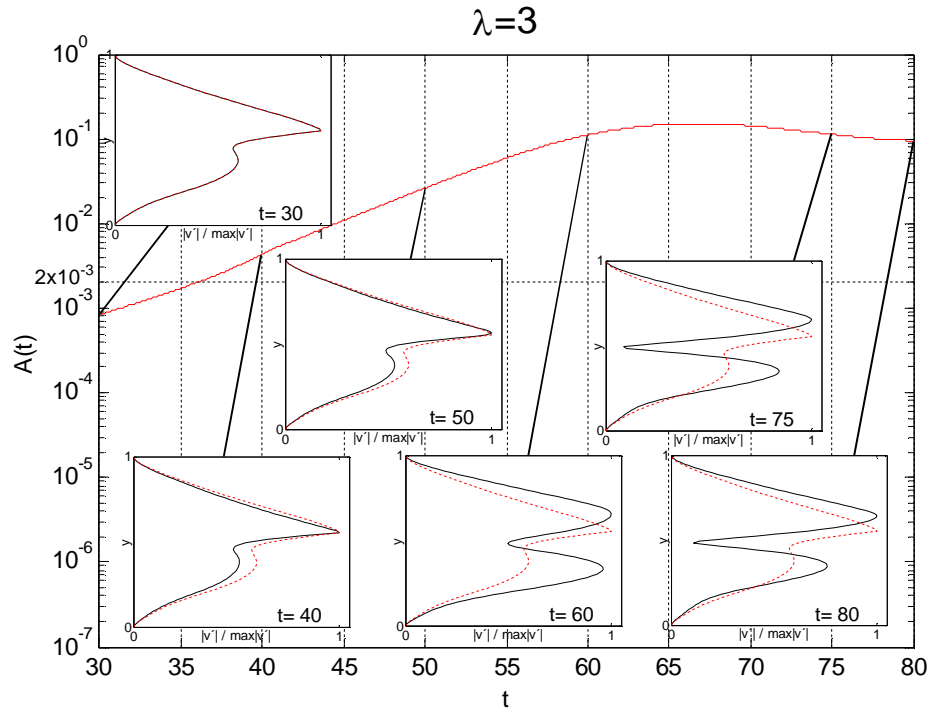 λ=3
10^0
10^-1
10^-2
2x10^-3
10^-3
10^-4
10^-5
10^-6
10^-7
A(t)
30 35 40 45 50 55 60 65 70 75 80
t
1
y
0
t= 30
0 |v´| / max|v´| 1
1
y
0
t= 50
0 |v´| / max|v´| 1
1
y
0
t= 75
0 |v´| / max|v´| 1
1
y
0
t= 40
0 |v´| / max|v´| 1
1
y
0
t= 60
0 |v´| / max|v´| 1
1
y
0
t= 80
0 |v´| / max|v´| 1